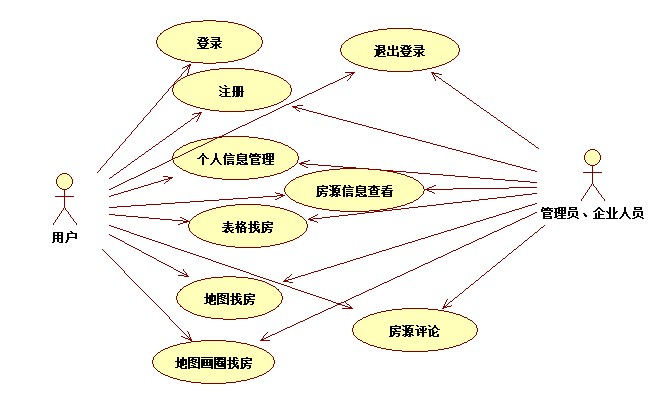 登录
退出登录
注册
个人信息管理
房源信息查看
用户
管理员、企业人员
表格找房
地图找房
房源评论
地图画圈找房